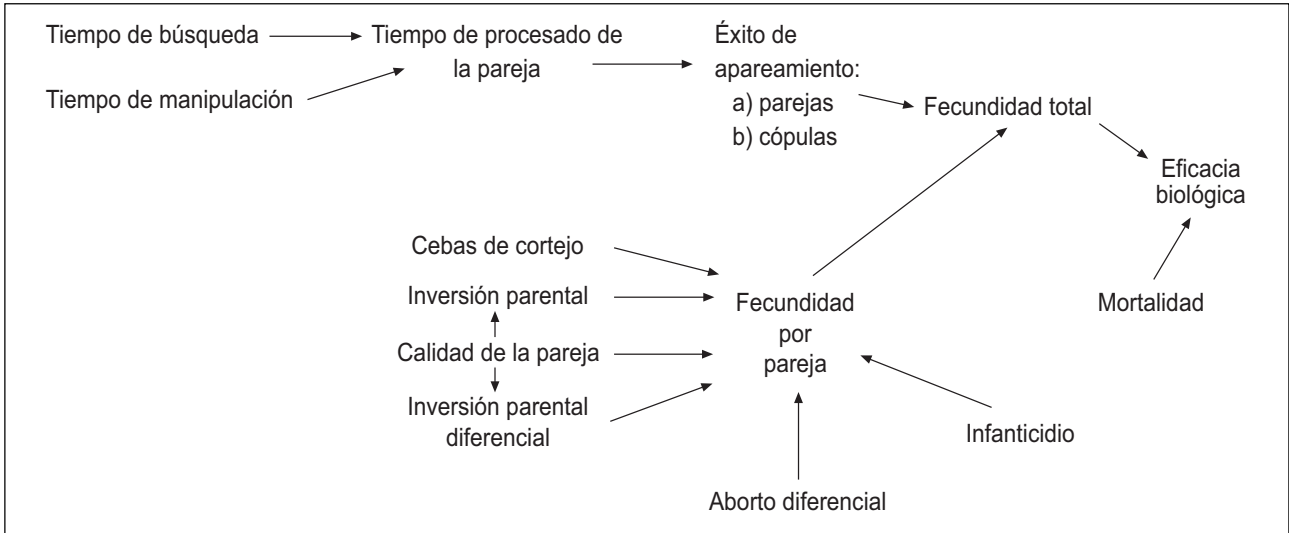 Tiempo de búsqueda
Tiempo de procesado de
la pareja
Éxito de
apareamiento:
a) parejas
b) cópulas
Tiempo de manipulación
Fecundidad total
Eficacia
biológica
Cebas de cortejo
Inversión parental
Calidad de la pareja
Inversión parental
diferencial
Fecundidad
por
pareja
Mortalidad
Infanticidio
Aborto diferencial